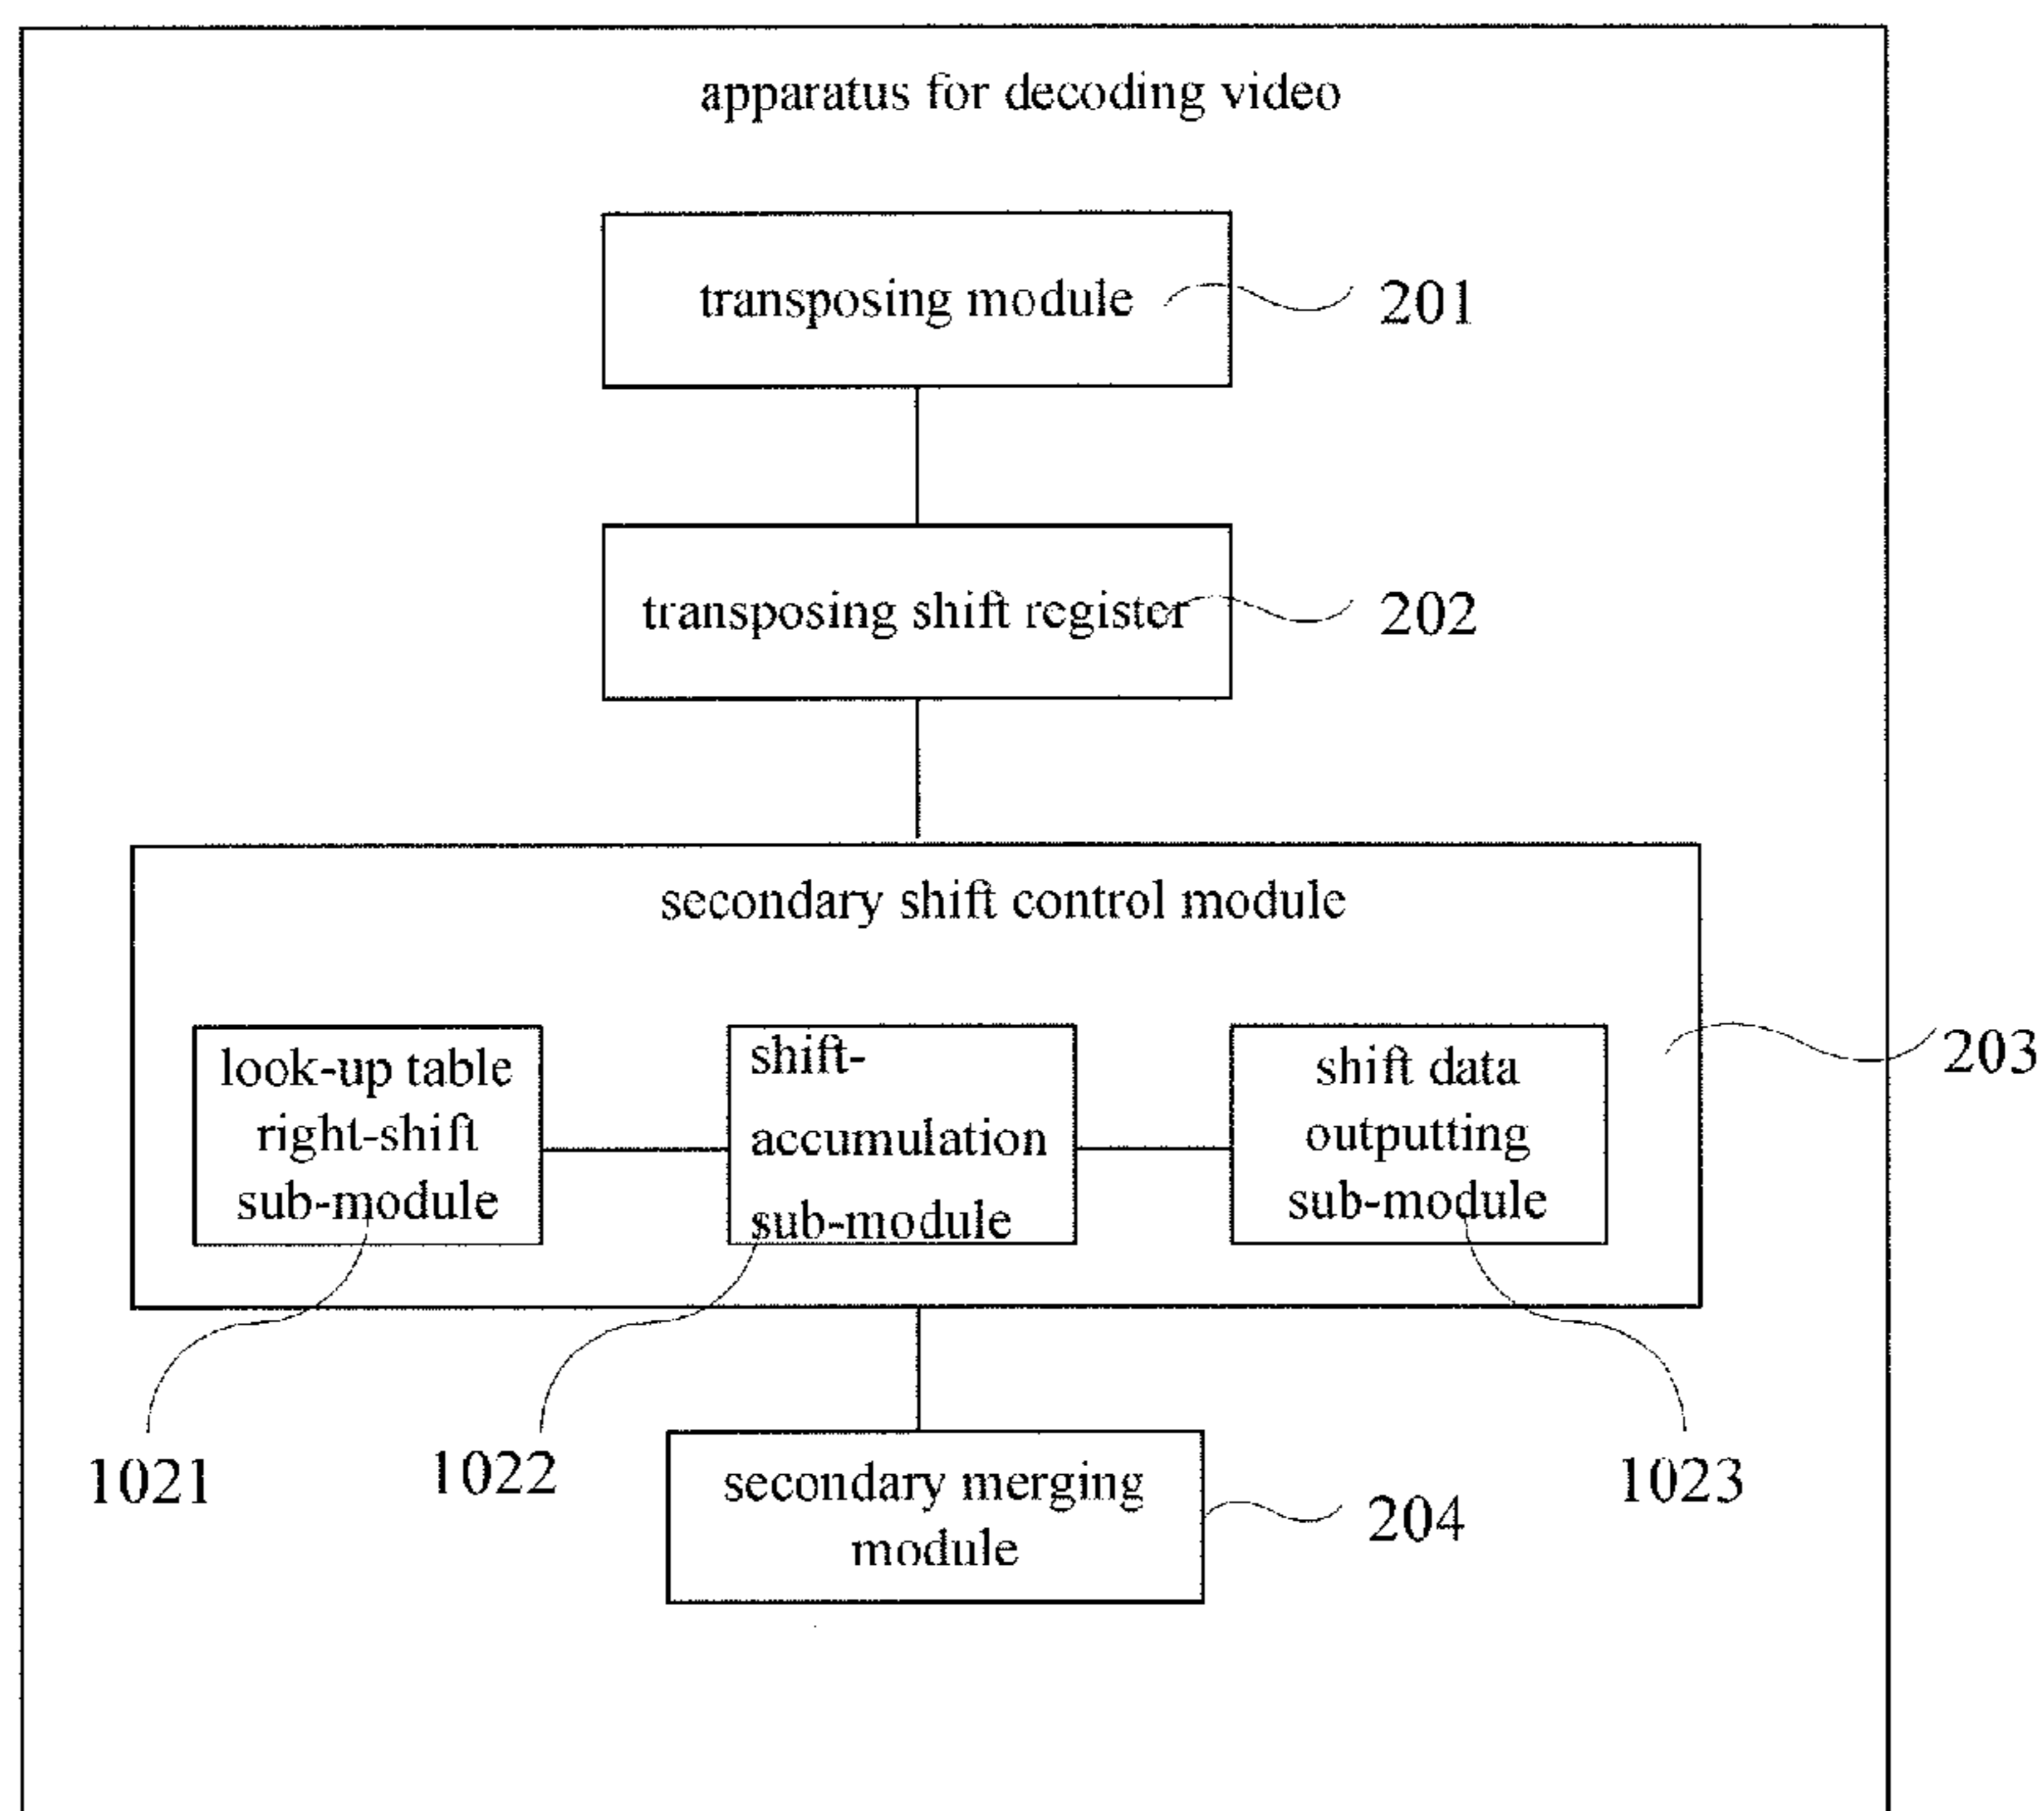 apparatus for decoding video
transposing module
201
transposing shift register
202
secondary shift control module
look-up table
right-shift
sub-module
shift-
accumulation
sub-module
shift data
outputting
sub-module
203
1021
1022
1023
secondary merging
module
204